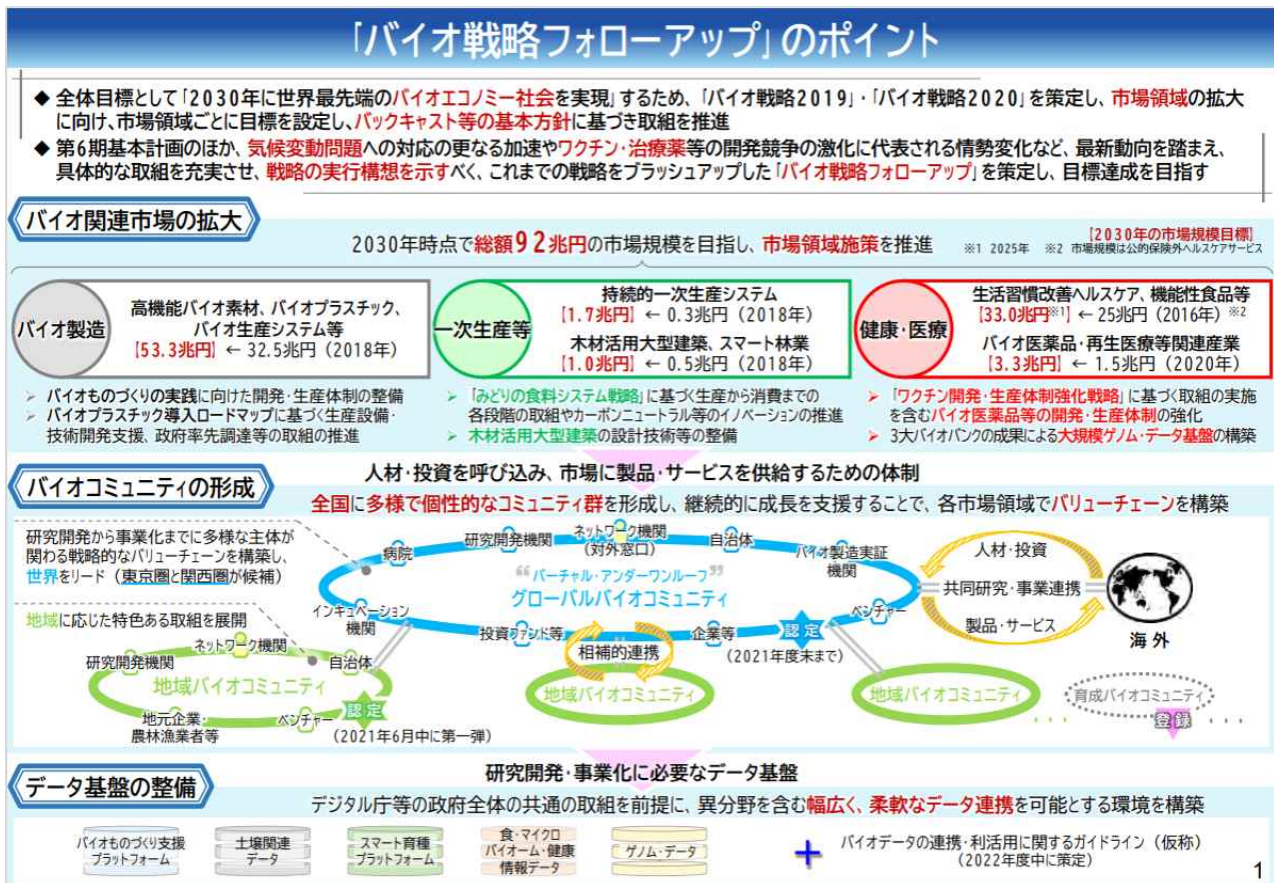 「バイオ戦略フォローアップ」のポイント
◆ 全体目標として「2030年に世界最先端のバイオエコノミー社会を実現」するため、「バイオ戦略2019」・「バイオ戦略2020」を策定し、市場領域の拡大
に向け、市場領域ごとに目標を設定し、バックキャスト等の基本方針に基づき取組を推進
◆ 第6期基本計画のほか、気候変動問題への対応の更なる加速やワクチン・治療薬等の開発競争の激化に代表される情勢変化など、最新動向を踏まえ、
具体的な取組を充実させ、戦略の実行構想を示すべく、これまでの戦略をブラッシュアップした「バイオ戦略フォローアップ」を策定し、目標達成を目指す
バイオ関連市場の拡大
2030年時点で総額92兆円の市場規模を目指し、市場領域施策を推進
【2030年の市場規模目標】
※1 2025年 ※2 市場規模は公的保険外ヘルスケアサービス
バイオ製造
高機能バイオ素材、バイオプラスチック、
バイオ生産システム等
【53.3兆円】 ← 32.5兆円（2018年）
➢ バイオものづくりの実践に向けた開発・生産体制の整備
➢ バイオプラスチック導入ロードマップに基づく生産設備・
技術開発支援、政府率先調達等の取組の推進
一次生産等
持続的一次生産システム
【1.7兆円】 ← 0.3兆円（2018年）
木材活用大型建築、スマート林業
【1.0兆円】 ← 0.5兆円（2018年）
➢ 「みどりの食料システム戦略」に基づく生産から消費までの
各段階の取組やカーボンニュートラル等のイノベーションの推進
➢ 木材活用大型建築の設計技術等の整備
健康・医療
生活習慣改善ヘルスケア、機能性食品等
【33.0兆円※1】 ← 25兆円（2016年）※2
バイオ医薬品・再生医療等関連産業
【3.3兆円】 ← 1.5兆円（2020年）
➢ 「ワクチン開発・生産体制強化戦略」に基づく取組の実施
を含むバイオ医薬品等の開発・生産体制の強化
➢ 3大バイオバンクの成果による大規模ゲノム・データ基盤の構築
バイオコミュニティの形成
人材・投資を呼び込み、市場に製品・サービスを供給するための体制
全国に多様で個性的なコミュニティ群を形成し、継続的に成長を支援することで、各市場領域でバリューチェーンを構築
研究開発から事業化までに多様な主体が
関わる戦略的なバリューチェーンを構築し、
世界をリード（東京圏と関西圏が候補）
地域に応じた特色ある取組を展開
病院
研究開発機関
ネットワーク機関
（対外窓口）
自治体
バイオ製造実証
機関
“バーチャル・アンダーワンルーフ”
グローバルバイオコミュニティ
インキュベーション
機関
投資ファンド等
企業等
認定
（2021年度末まで）
ベンチャー
人材・投資
共同研究・事業連携
製品・サービス
海外
相補的連携
ネットワーク機関
研究開発機関
自治体
地域バイオコミュニティ
地元企業・
農林漁業者等
ベンチャー
認定
（2021年6月中に第一弾）
地域バイオコミュニティ
地域バイオコミュニティ
育成バイオコミュニティ
登録
データ基盤の整備
研究開発・事業化に必要なデータ基盤
デジタル庁等の政府全体の共通の取組を前提に、異分野を含む幅広く、柔軟なデータ連携を可能とする環境を構築
バイオものづくり支援
プラットフォーム
土壌関連
データ
スマート育種
プラットフォーム
食・マイクロ
バイオーム・健康
情報データ
ゲノム・データ
+
バイオデータの連携・利活用に関するガイドライン（仮称）
（2022年度中に策定）
1